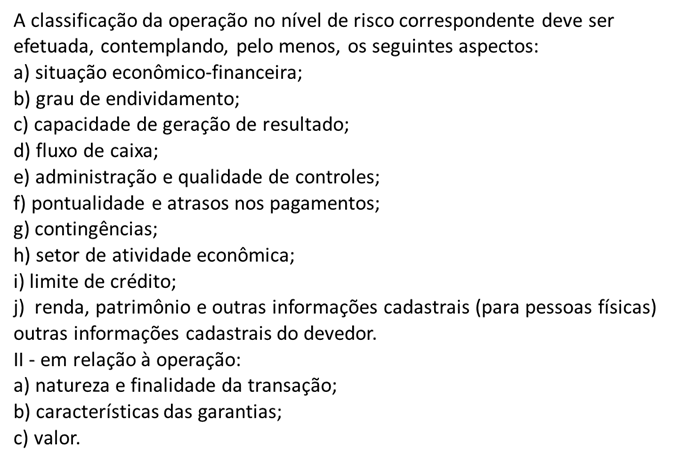 A classificação da operação no nível de risco correspondente deve ser
efetuada, contemplando, pelo menos, os seguintes aspectos:
a) situação econômico-financeira;
b) grau de endividamento;
c) capacidade de geração de resultado;
d) fluxo de caixa;
e) administração e qualidade de controles;
f) pontualidade e atrasos nos pagamentos;
g) contingências;
h) setor de atividade econômica;
i) limite de crédito;
j) renda, patrimônio e outras informações cadastrais (para pessoas físicas)
outras informações cadastrais do devedor.
II - em relação à operação:
a) natureza e finalidade da transação;
b) características das garantias;
c) valor.